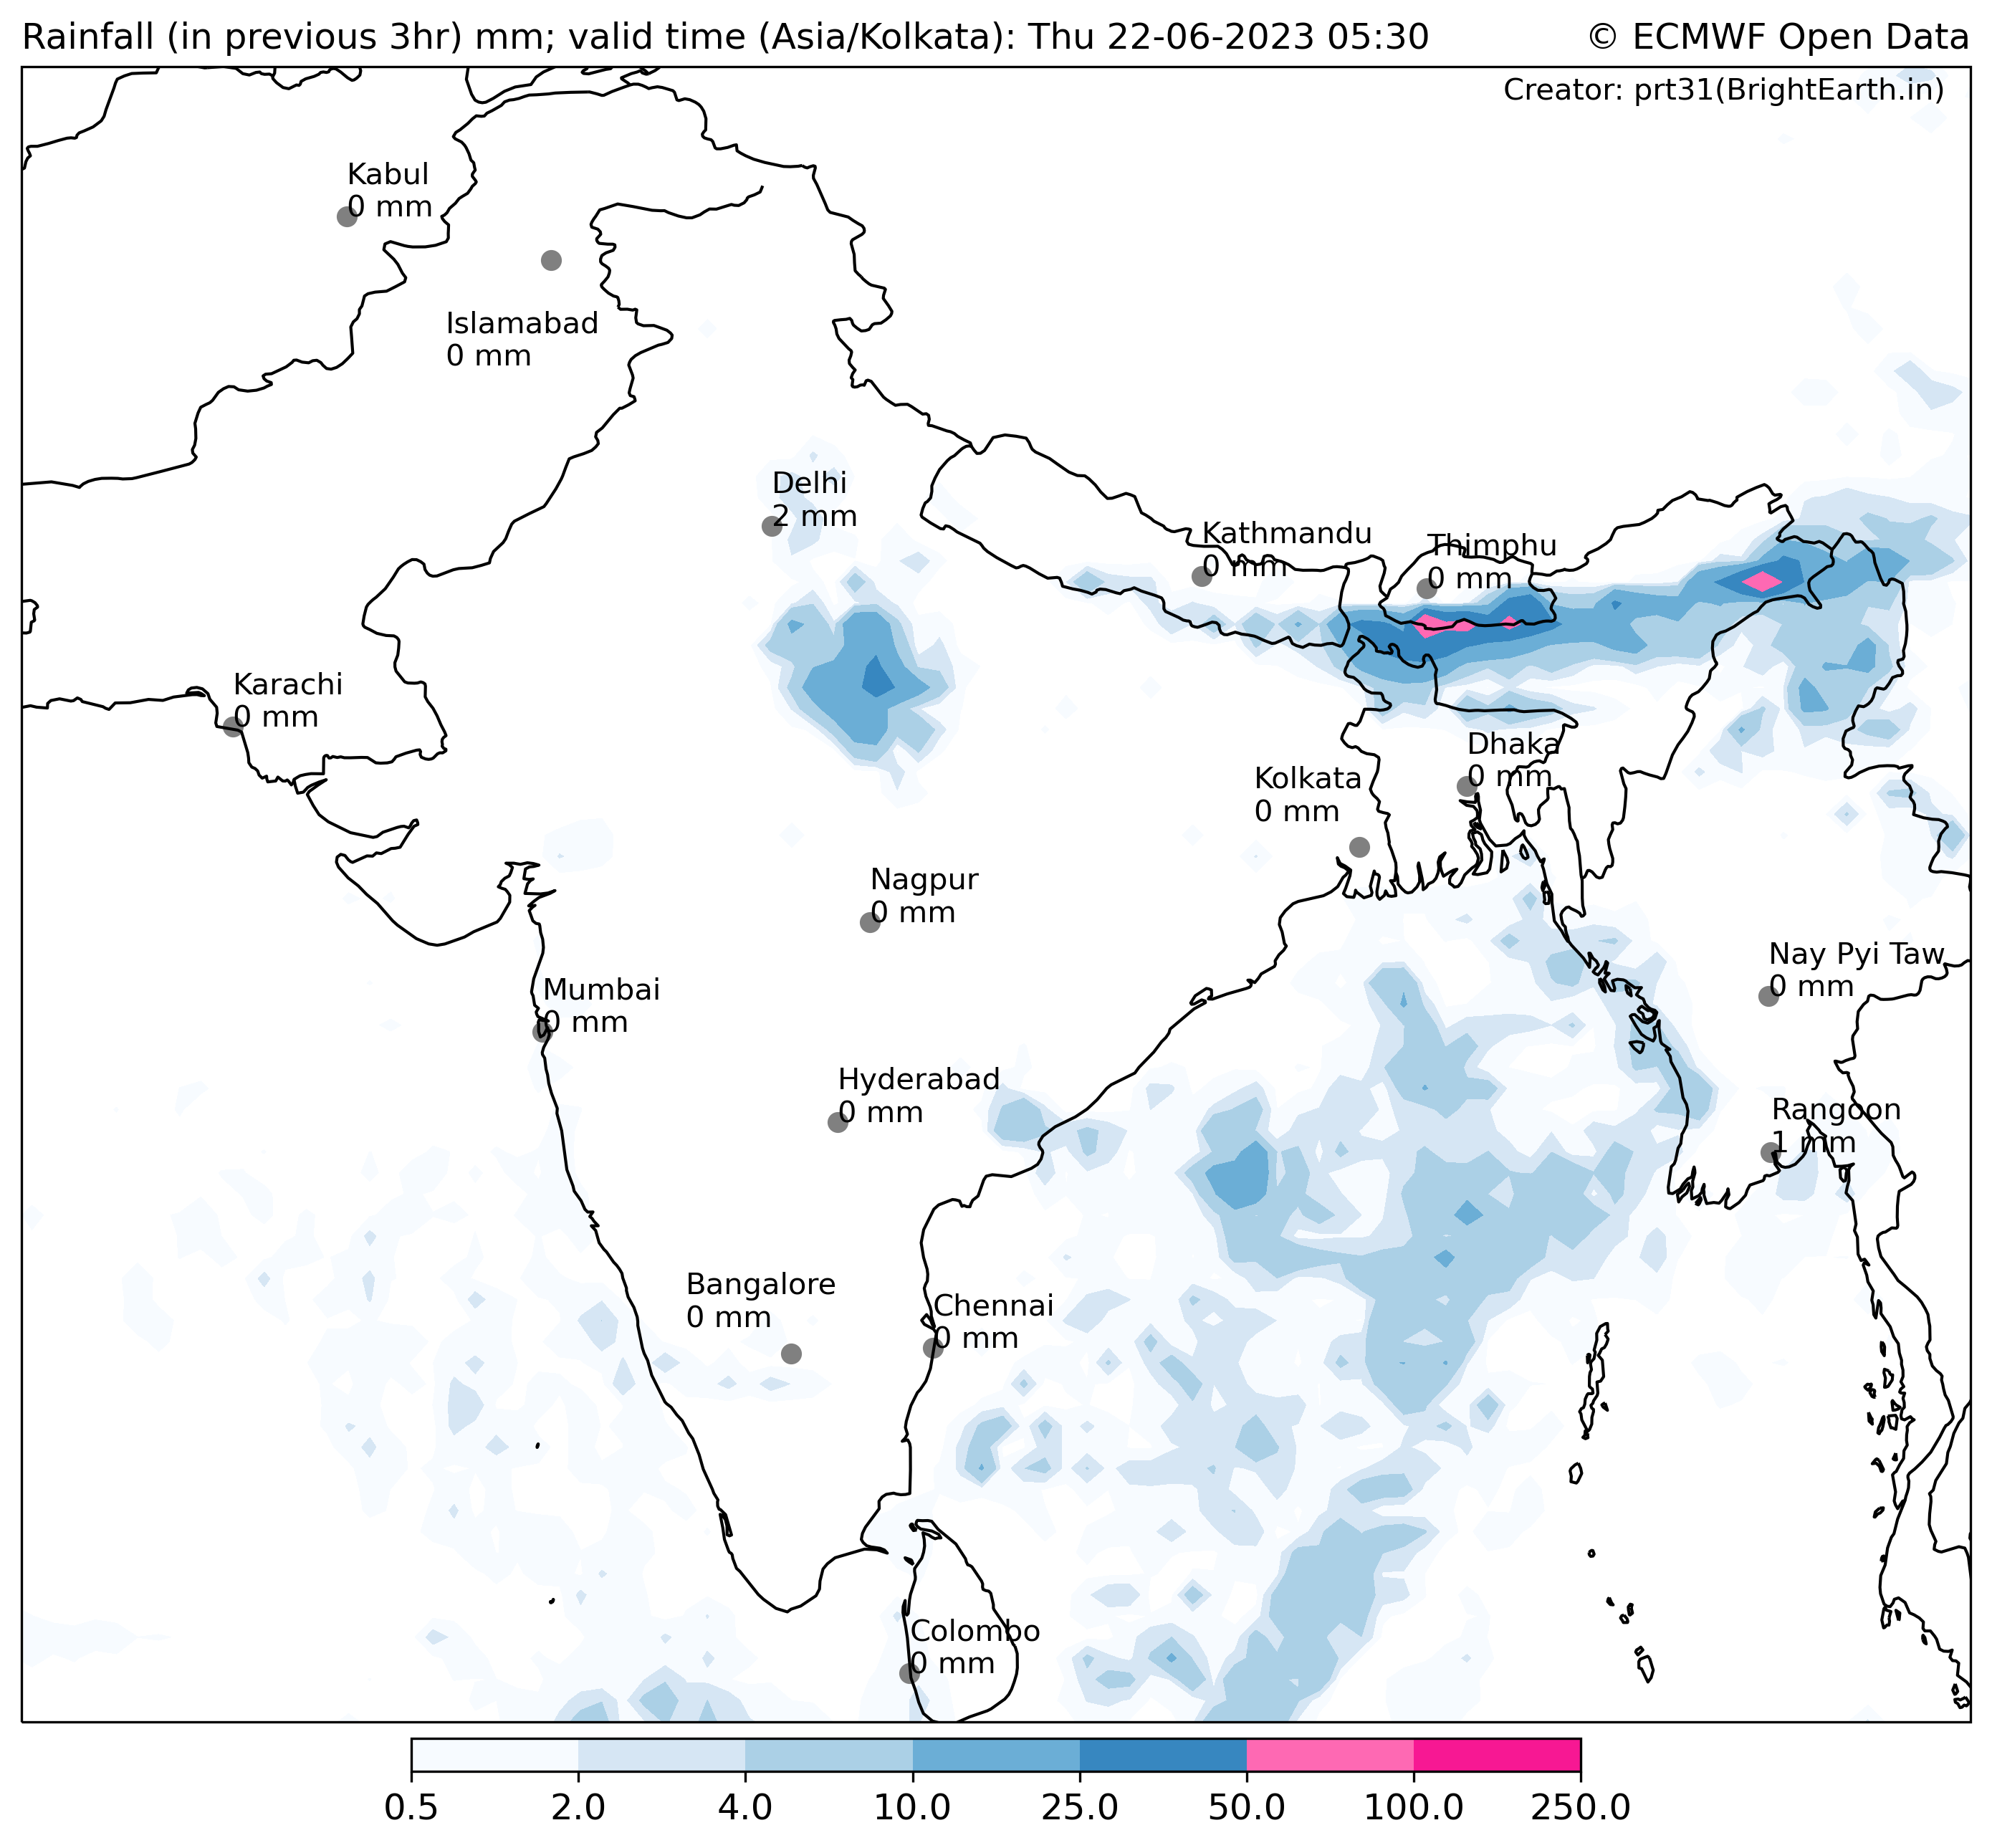 Rainfall (in previous 3hr) mm; valid time (Asia/Kolkata): Thu 22-06-2023 05:30
© ECMWF Open Data
Creator: prt31(BrightEarth.in)
Kabul
0 mm
Islamabad
0 mm
Delhi
2 mm
Kathmandu
0 mm
Thimphu
0 mm
Karachi
0 mm
Dhaka
0 mm
Kolkata
0 mm
Nagpur
0 mm
Nay Pyi Taw
0 mm
Mumbai
0 mm
Hyderabad
0 mm
Rangoon
1 mm
Bangalore
0 mm
Chennai
0 mm
Colombo
0 mm
0.5 2.0 4.0 10.0 25.0 50.0 100.0 250.0